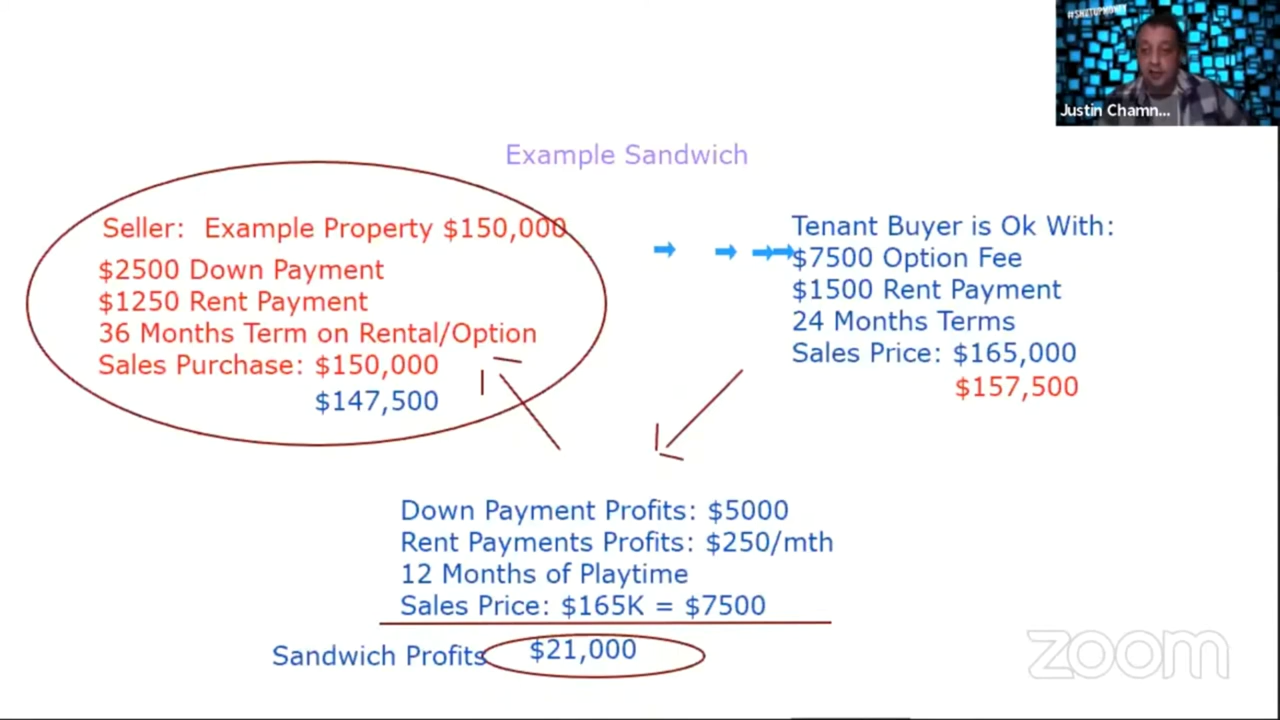 #SHUTUPMONEY
Justin Chamn...
Example Sandwich
Seller: Example Property $150,000
$2500 Down Payment
$1250 Rent Payment
36 Months Term on Rental/Option
Sales Purchase: $150,000
$147,500
Tenant Buyer is Ok With:
$7500 Option Fee
$1500 Rent Payment
24 Months Terms
Sales Price: $165,000
$157,500
Down Payment Profits: $5000
Rent Payments Profits: $250/mth
12 Months of Playtime
Sales Price: $165K = $7500
Sandwich Profits $21,000
zoom